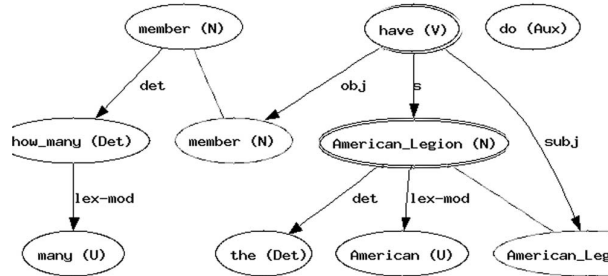 member (N) have (V) do (Aux)
det obj s
how_many (Det) member (N) American_Legion (N) subj
lex-mod det lex-mod
many (U) the (Det) American (U) American_Leg